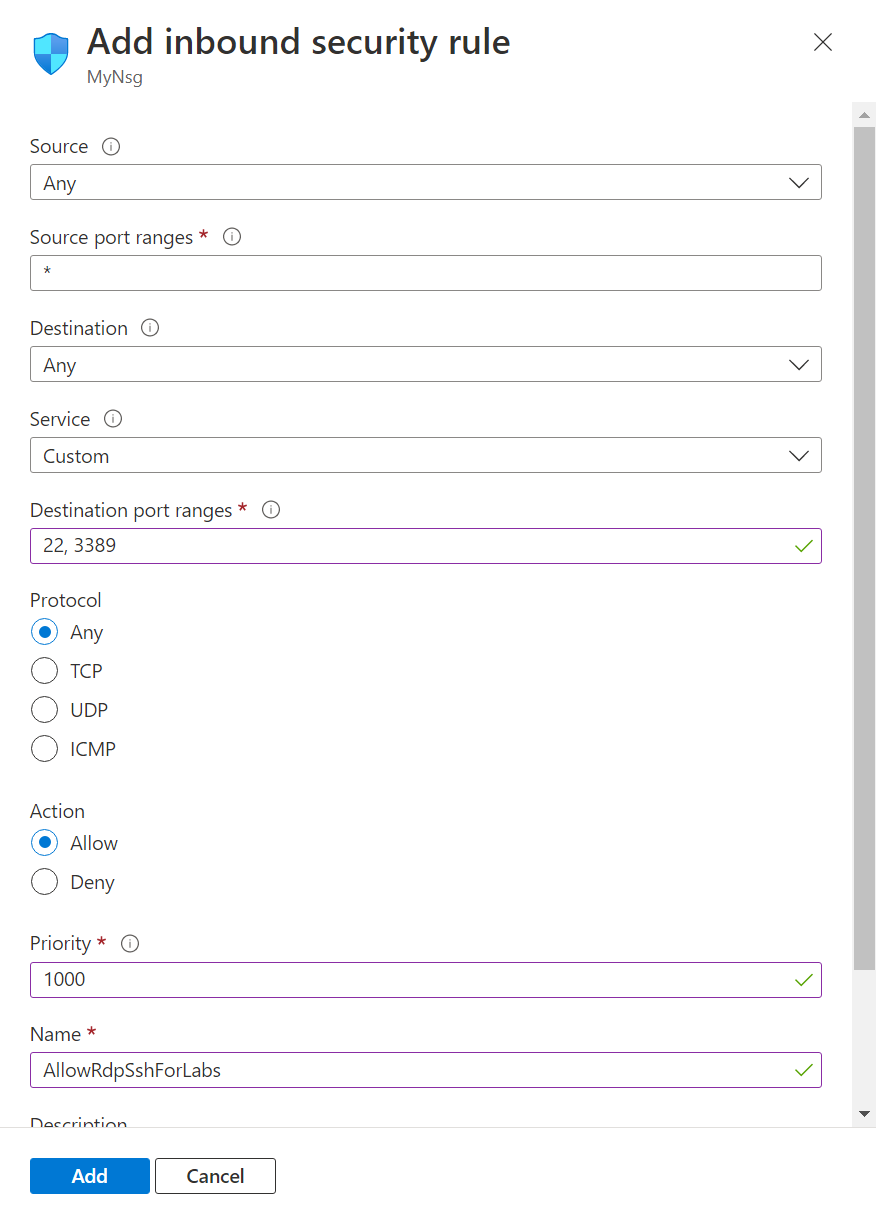 Add inbound security rule
MyNsg
Source
Any
Source port ranges *
*
Destination
Any
Service
Custom
Destination port ranges *
22, 3389
Protocol
Any
TCP
UDP
ICMP
Action
Allow
Deny
Priority *
1000
Name *
AllowRdpSshForLabs
Description
Add
Cancel